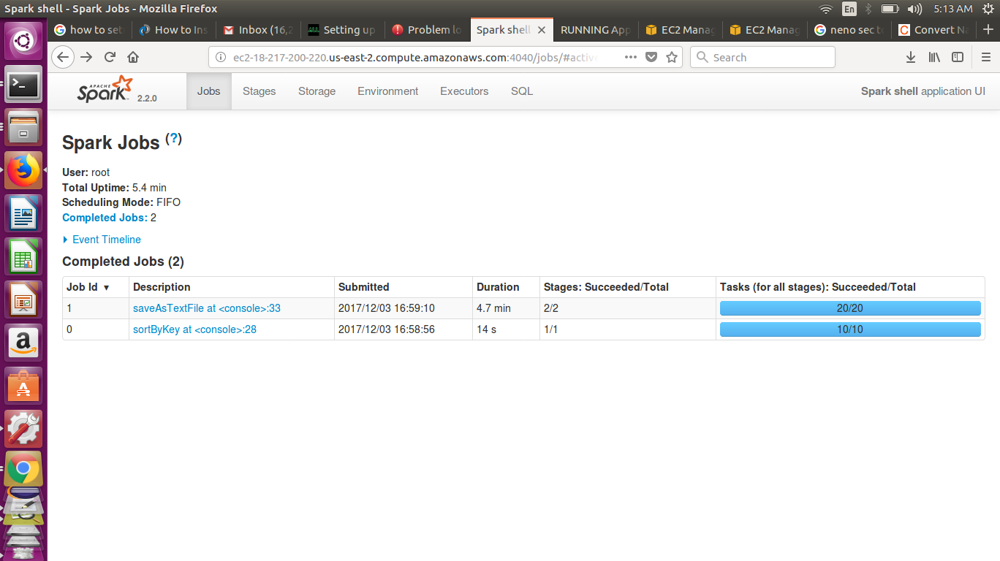 Spark shell - Spark Jobs - Mozilla Firefox En 5:13 AM
how to set How to Ins Inbox (16,2 Setting up Problem lo Spark shell RUNNING App EC2 Manag EC2 Manag neno sec to Convert Na
ec2-18-217-200-220.us-east-2.compute.amazonaws.com:4040/jobs/#active Search
APACHE Spark 2.2.0 Jobs Stages Storage Environment Executors SQL Spark shell application UI
Spark Jobs (?)
User: root
Total Uptime: 5.4 min
Scheduling Mode: FIFO
Completed Jobs: 2
Event Timeline
Completed Jobs (2)
Job Id ▾ Description Submitted Duration Stages: Succeeded/Total Tasks (for all stages): Succeeded/Total
1 saveAsTextFile at <console>:33 2017/12/03 16:59:10 4.7 min 2/2 20/20
0 sortByKey at <console>:28 2017/12/03 16:58:56 14 s 1/1 10/10